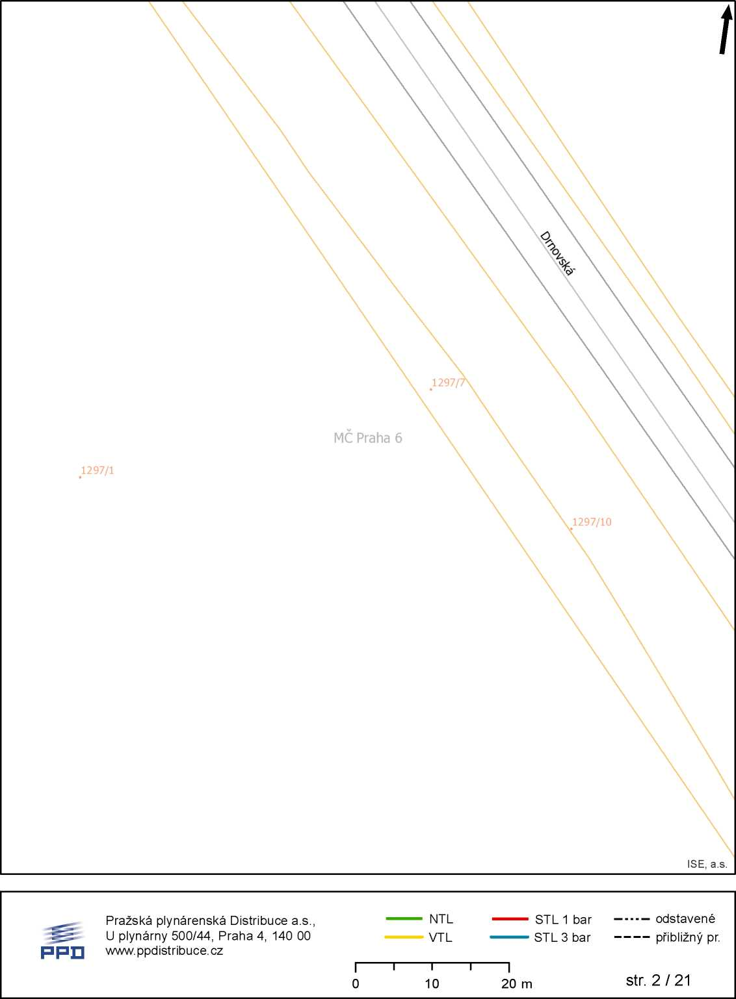 Drnovská
1297/7
MČ Praha 6
1297/1
1297/10
ISE, a.s.
PPD
Pražská plynárenská Distribuce a.s.,
U plynárny 500/44, Praha 4, 140 00
www.ppdistribuce.cz
NTL
VTL
STL 1 bar
STL 3 bar
odstavené
přibližný pr.
0 10 20 m
str. 2 / 21